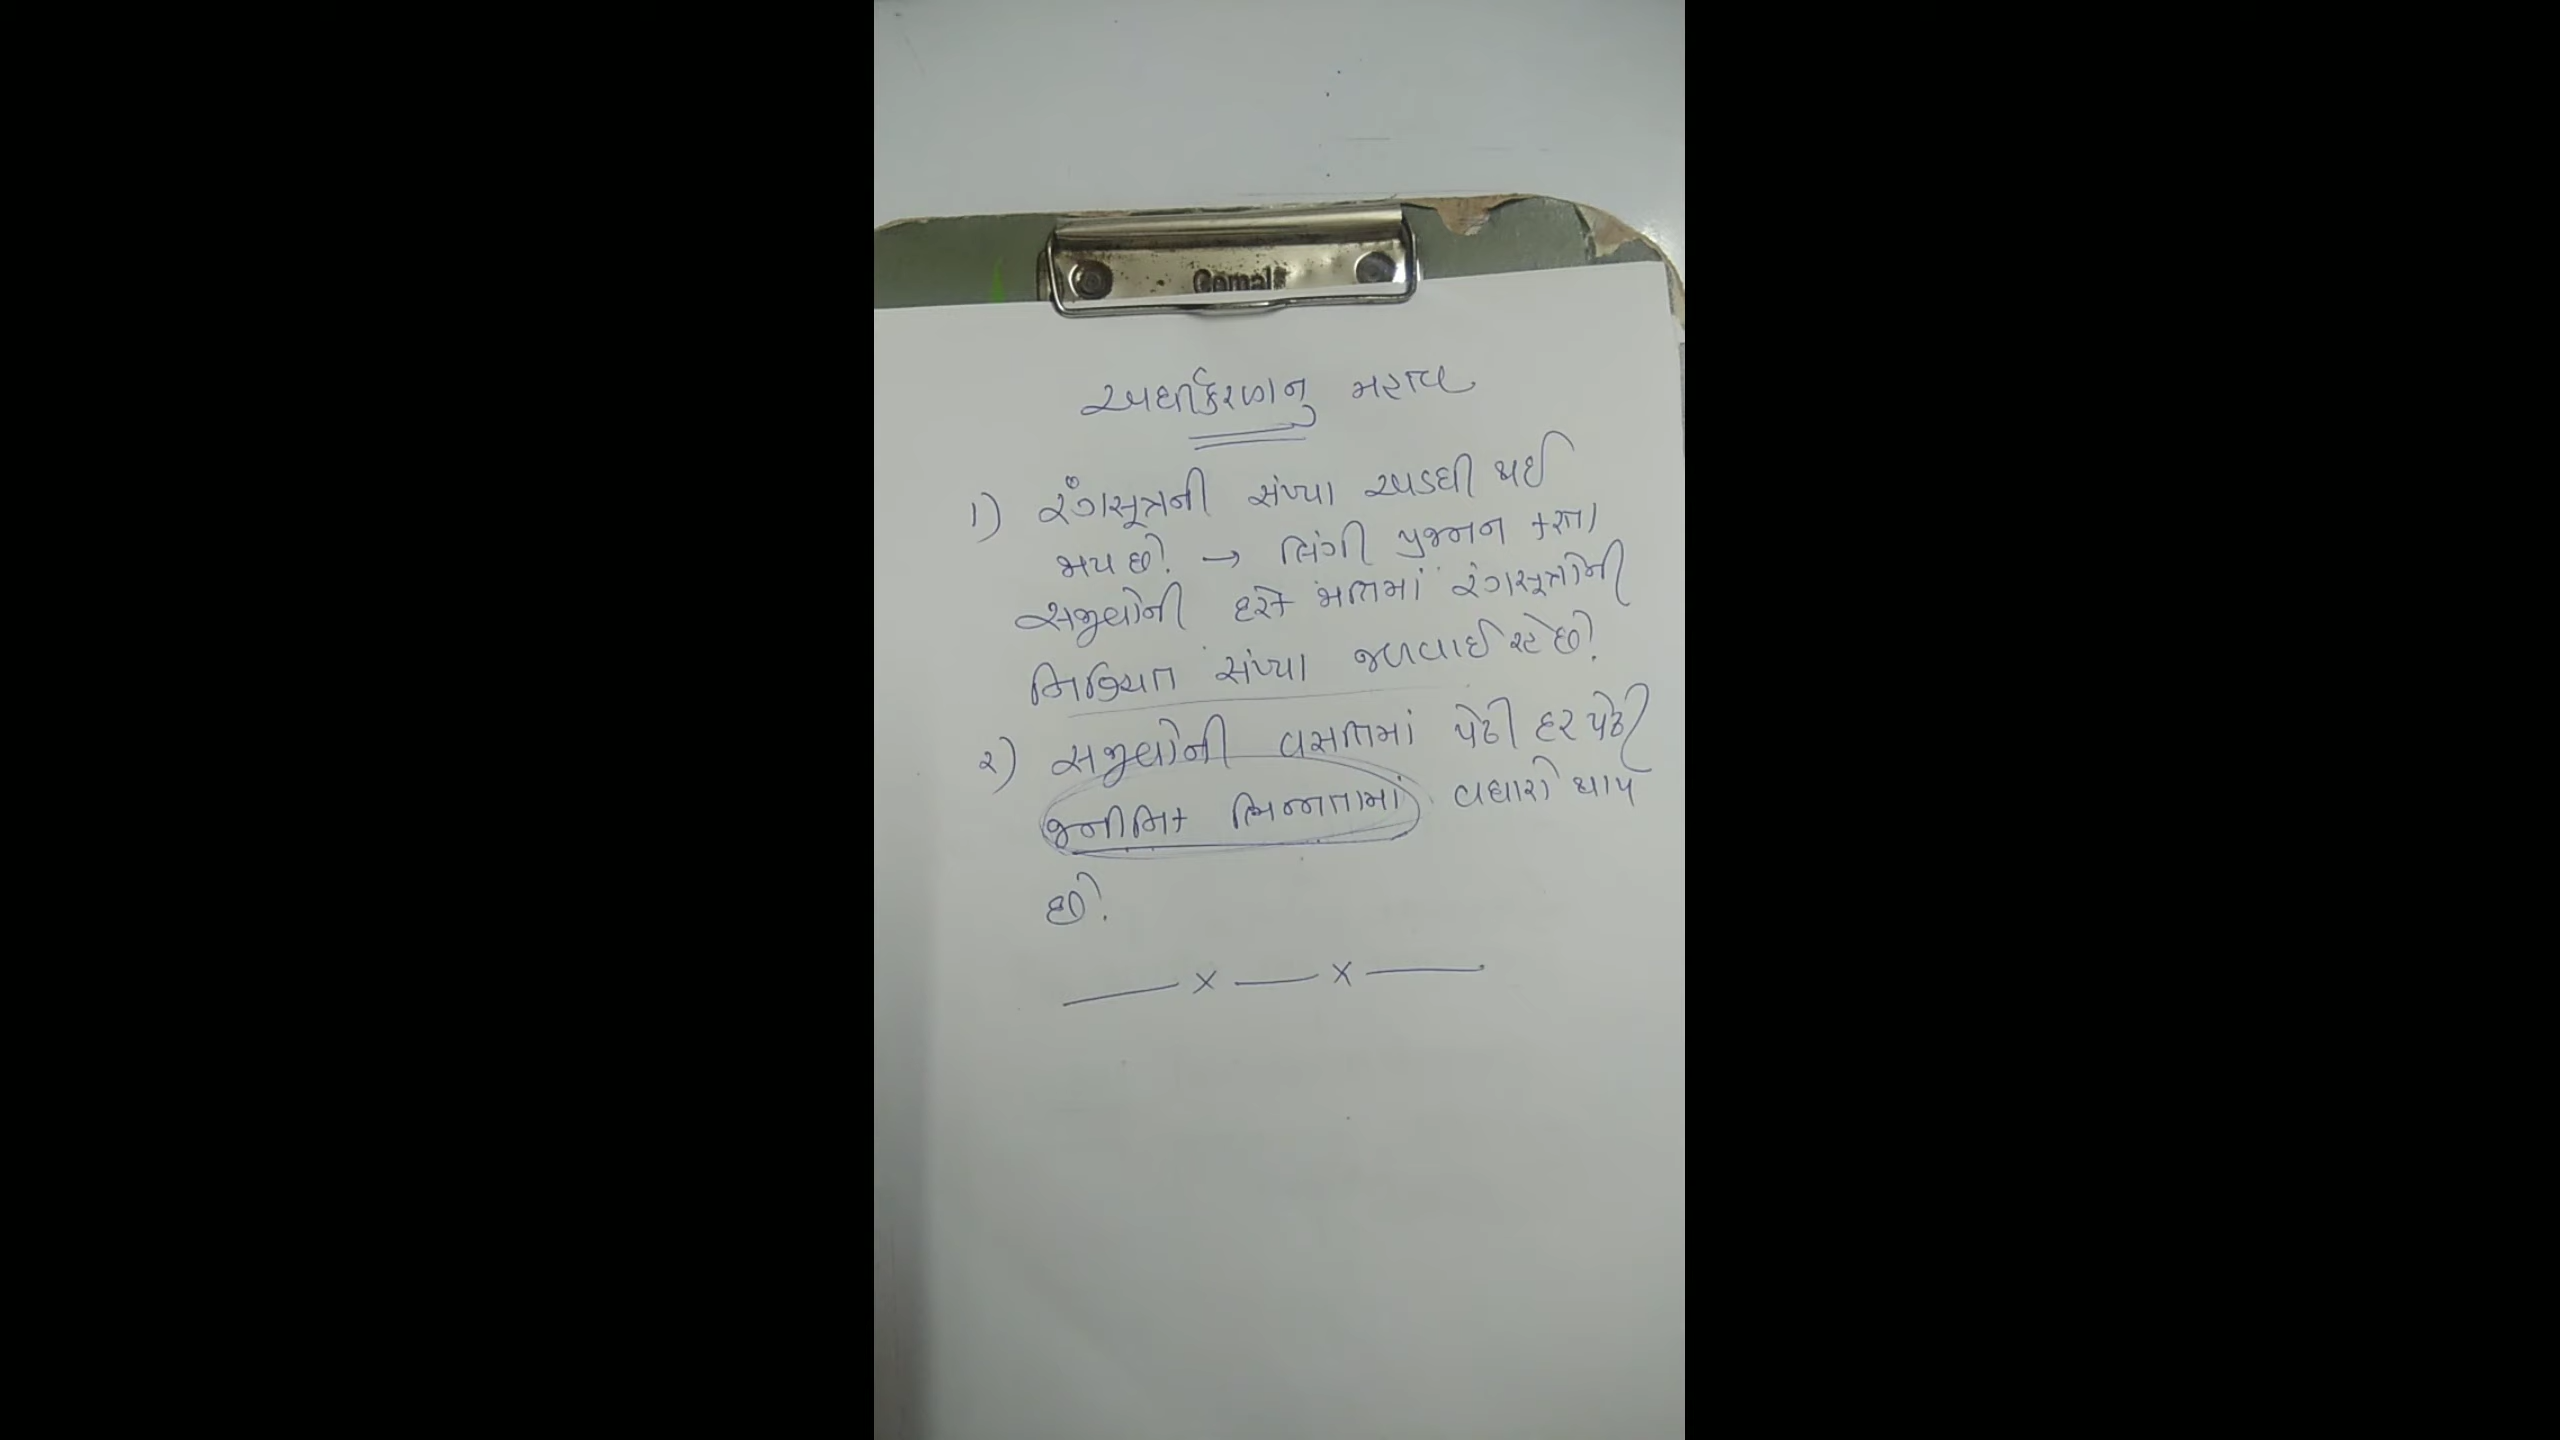 Comalt
અર્ધીકરણનુ મહત્વ
1) રંગસૂત્રની સંખ્યા અડધી થઈ
જાય છે. → લિંગી પ્રજનન કરતા
સજીવોની દરેક જાતિમાં રંગસૂત્રોની
નિશ્ચિત સંખ્યા જળવાઈ રહે છે.
૨) સજીવોની વસતિમાં પેઢી દર પેઢી
જનીનિક ભિન્નતામાં વધારો થાય
છે.
—— x —— x ——